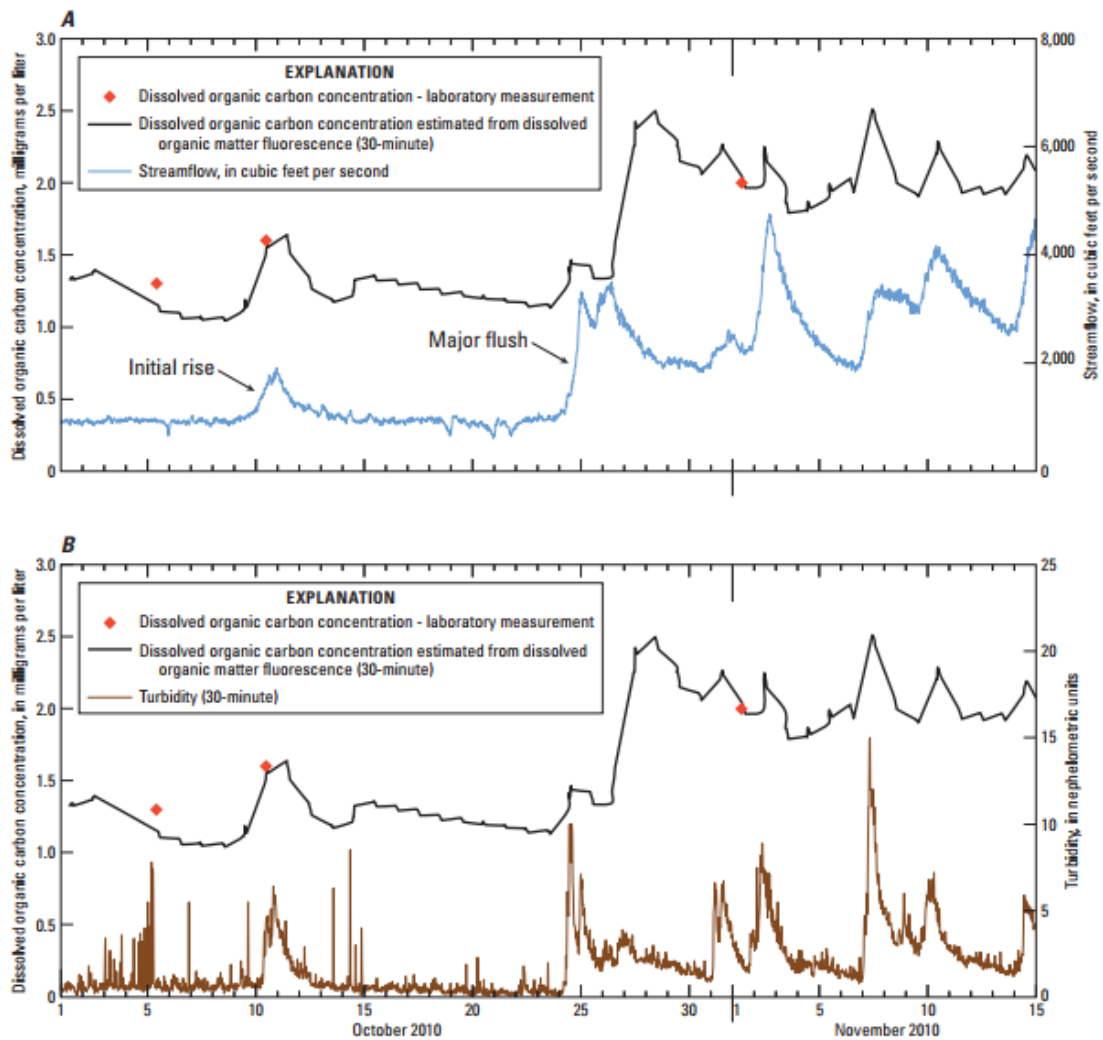 A
Dissolved organic carbon concentration, milligrams per liter
3.0
2.5
2.0
1.5
1.0
0.5
0
EXPLANATION
Dissolved organic carbon concentration - laboratory measurement
Dissolved organic carbon concentration estimated from dissolved
organic matter fluorescence (30-minute)
Streamflow, in cubic feet per second
Initial rise
Major flush
8,000
6,000
4,000
2,000
0
Streamflow, in cubic feet per second
B
Dissolved organic carbon concentration, in milligrams per liter
3.0
2.5
2.0
1.5
1.0
0.5
0
EXPLANATION
Dissolved organic carbon concentration - laboratory measurement
Dissolved organic carbon concentration estimated from dissolved
organic matter fluorescence (30-minute)
Turbidity (30-minute)
25
20
15
10
5
0
Turbidity, in nephelometric units
1 5 10 15 20 25 30 1 5 10 15
October 2010 November 2010